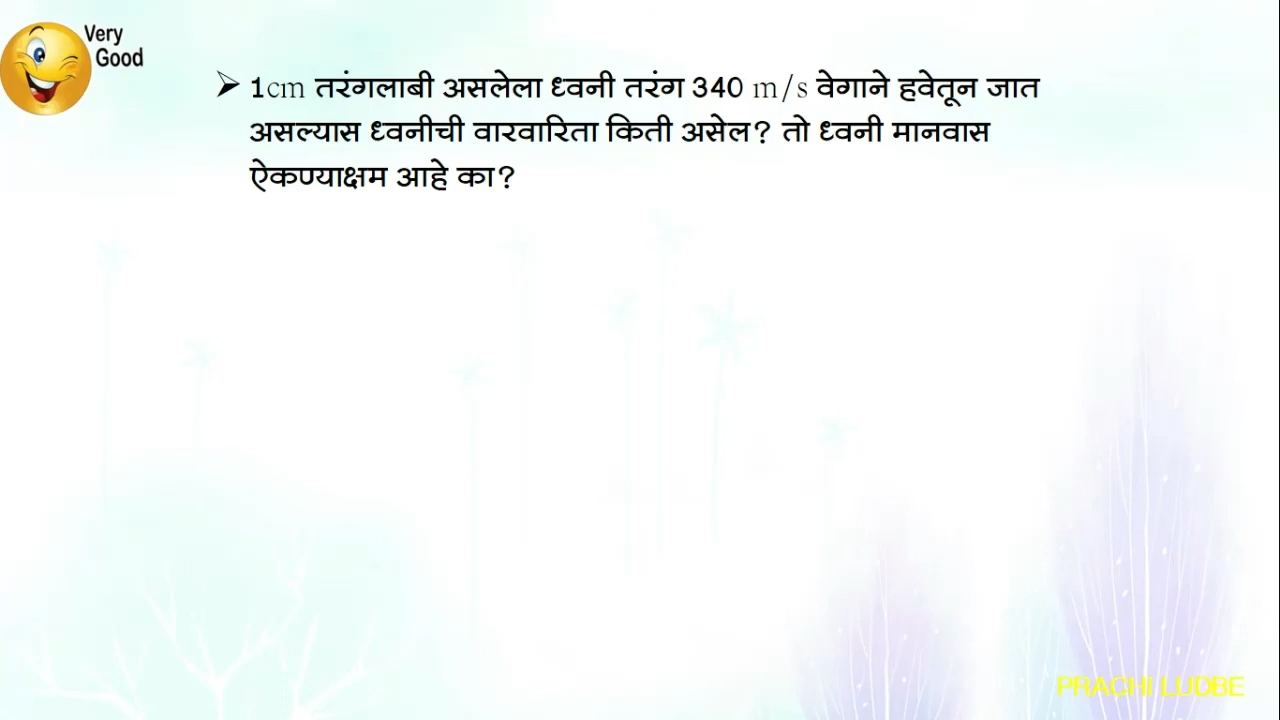 Very
Good
➢ 1cm तरंगलाबी असलेला ध्वनी तरंग 340 m/s वेगाने हवेतून जात
असल्यास ध्वनीची वारवारिता किती असेल? तो ध्वनी मानवास
ऐकण्याक्षम आहे का?
PRACHI LUDBE